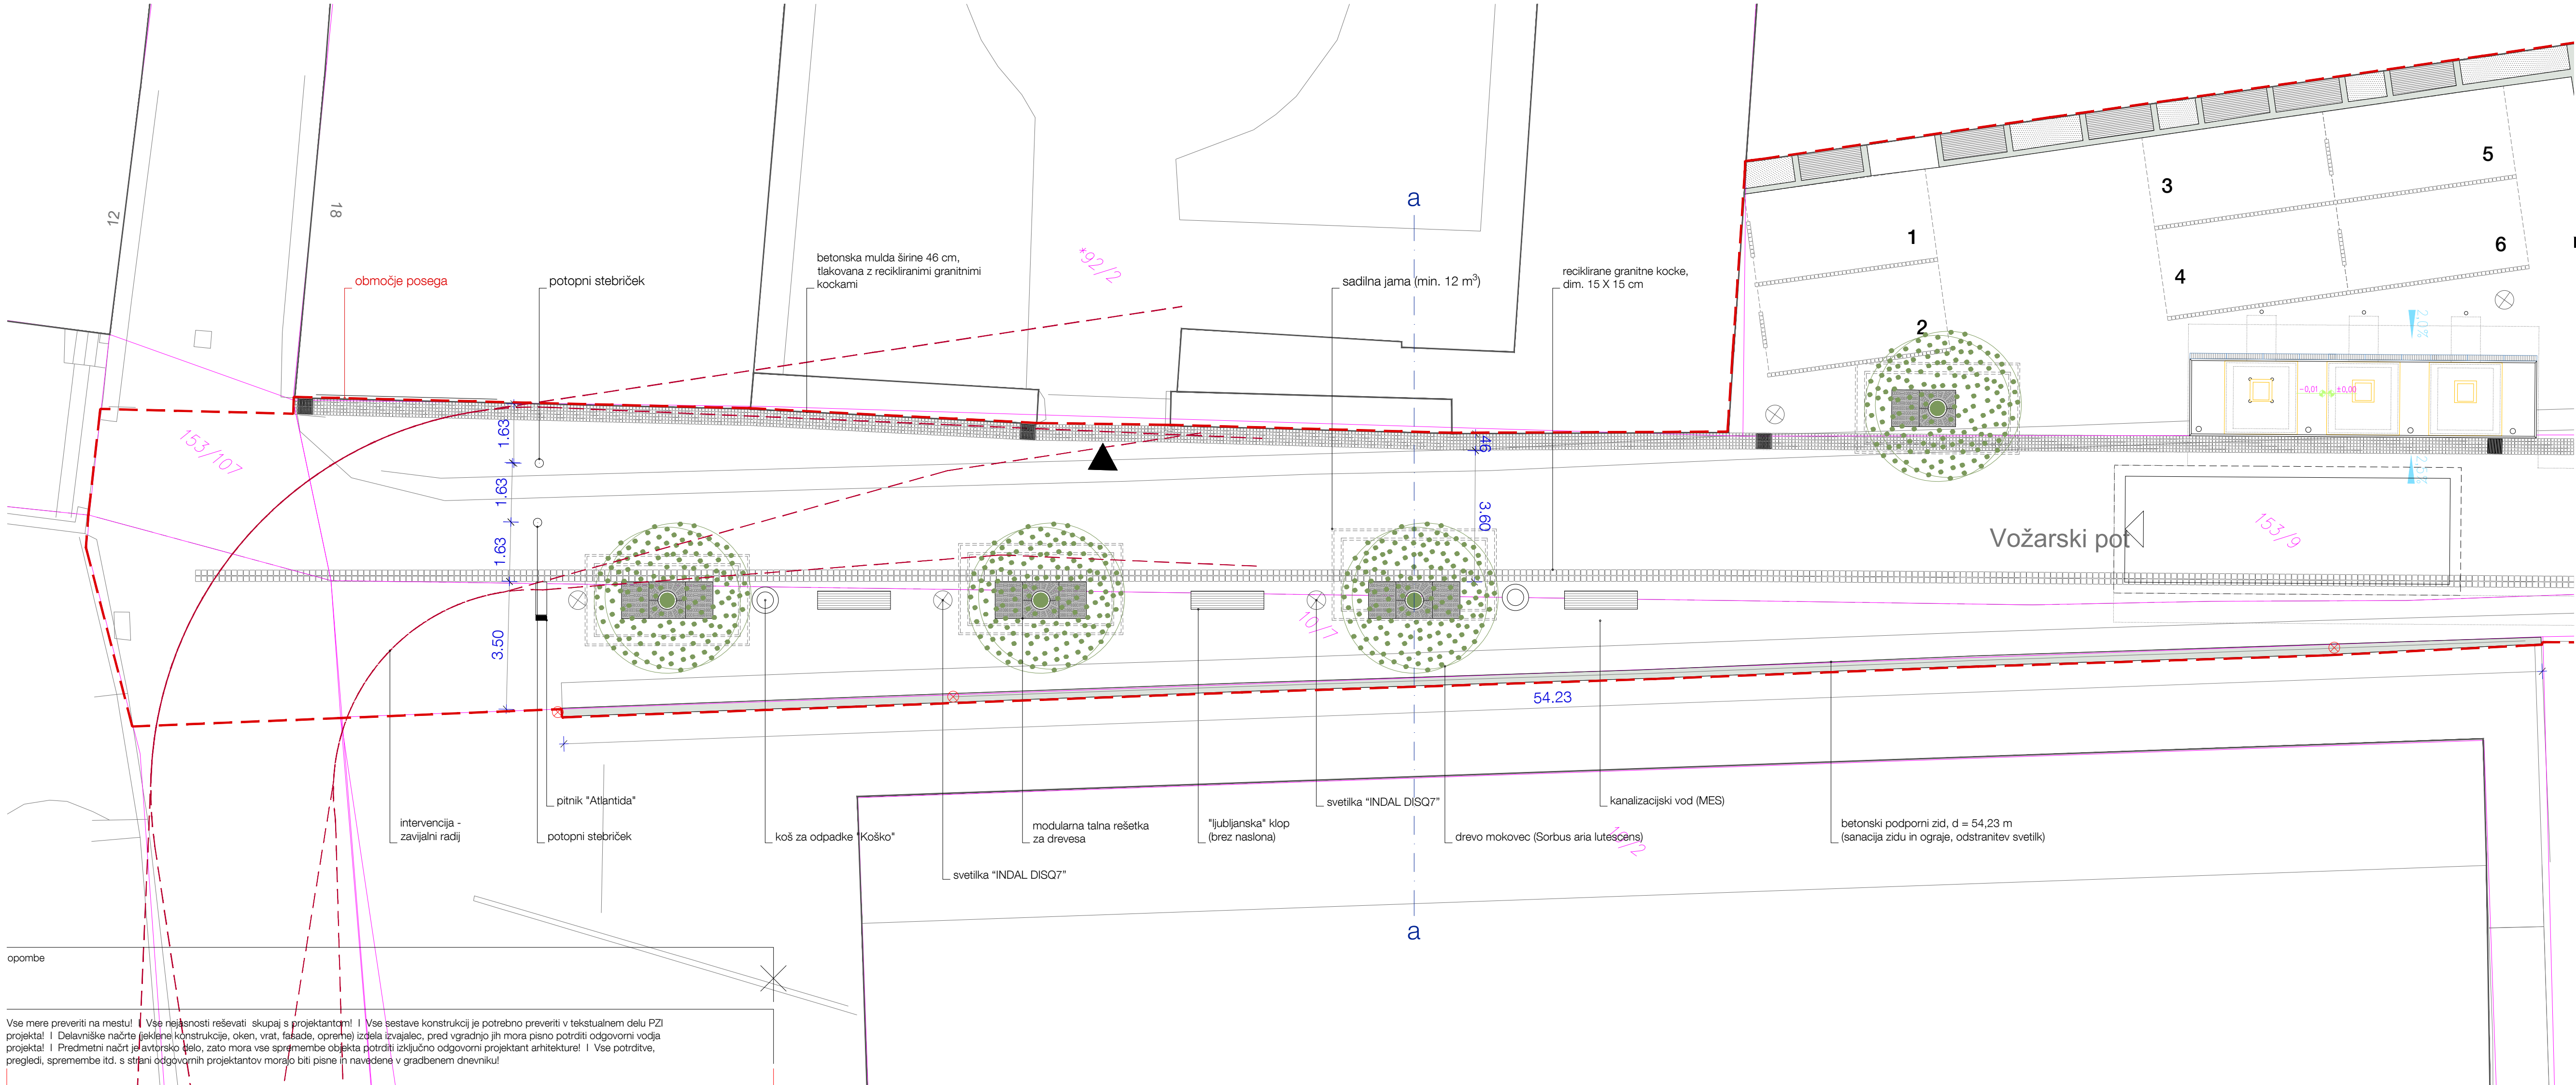 12
18
a
območje posega
potopni stebriček
betonska mulda širine 46 cm,
tlakovana z recikliranimi granitnimi
kockami
*92/2
sadilna jama (min. 12 m³)
reciklirane granitne kocke,
dim. 15 X 15 cm
1
2
3
4
5
6
2.0%
-0,01
±0,00
153/107
1.63
1.63
1.63
3.50
46
3.60
2.5%
Vožarski pot
153/9
10/7
54.23
intervencija -
zavijalni radij
pitnik "Atlantida"
potopni stebriček
koš za odpadke "Koško"
svetilka "INDAL DISQ7"
modularna talna rešetka
za drevesa
"ljubljanska" klop
(brez naslona)
svetilka "INDAL DISQ7"
drevo mokovec (Sorbus aria lutescens)
kanalizacijski vod (MES)
betonski podporni zid, d = 54,23 m
(sanacija zidu in ograje, odstranitev svetilk)
a
opombe
Vse mere preveriti na mestu! I Vse nejasnosti reševati skupaj s projektantom! I Vse sestave konstrukcij je potrebno preveriti v tekstualnem delu PZI
projekta! I Delavniške načrte (jeklene konstrukcije, oken, vrat, fasade, opreme) izdela izvajalec, pred vgradnjo jih mora pisno potrditi odgovorni vodja
projekta! I Predmetni načrt je avtorsko delo, zato mora vse spremembe objekta potrditi izključno odgovorni projektant arhitekture! I Vse potrditve,
pregledi, spremembe itd. s strani odgovornih projektantov morajo biti pisne in navedene v gradbenem dnevniku!